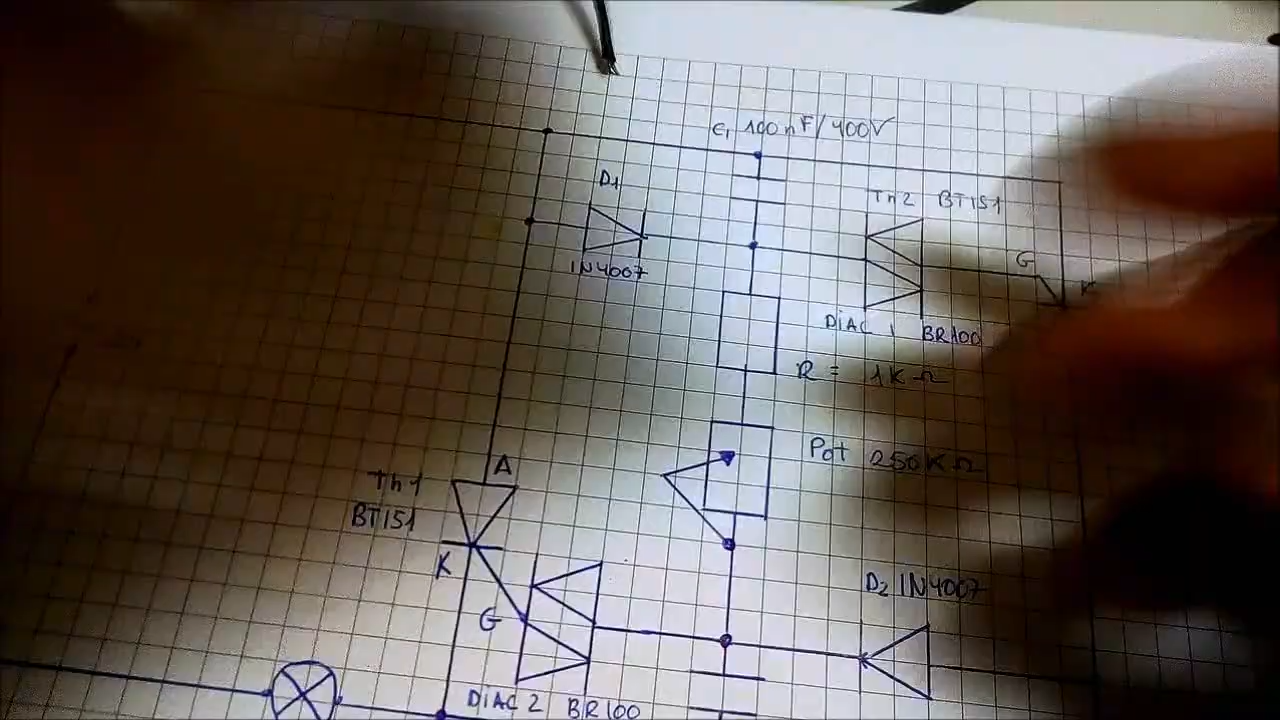 C1 100nF/400V
D1
Th2 BT151
G
K
1N4007
DiAC 1 BR100
R = 1KΩ
Pot 250KΩ
A
Th1
BT151
K
D2 1N4007
G
DiAC 2 BR100